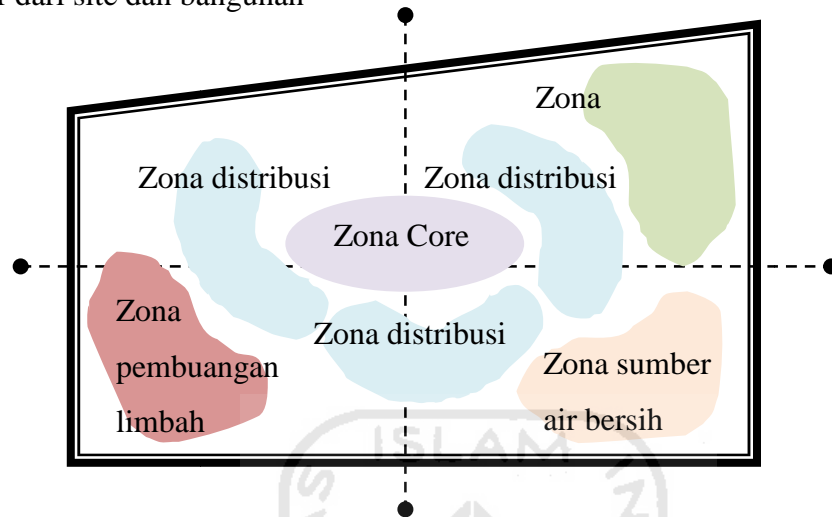 dari site dan bangunan
Zona
Zona distribusi
Zona distribusi
Zona Core
Zona
pembuangan
limbah
Zona distribusi
Zona sumber
air bersih
ISLAM